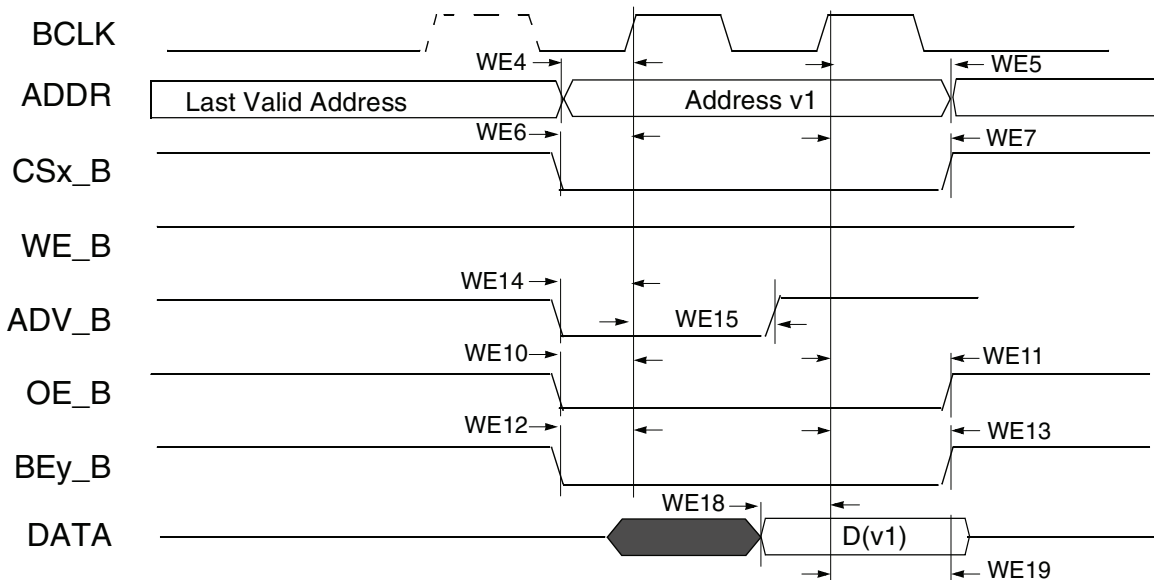 BCLK
WE4 WE5
ADDR Last Valid Address Address v1
WE6 WE7
CSx_B
WE_B
WE14
ADV_B WE15
WE10 WE11
OE_B
WE12 WE13
BEy_B
WE18
DATA D(v1)
WE19